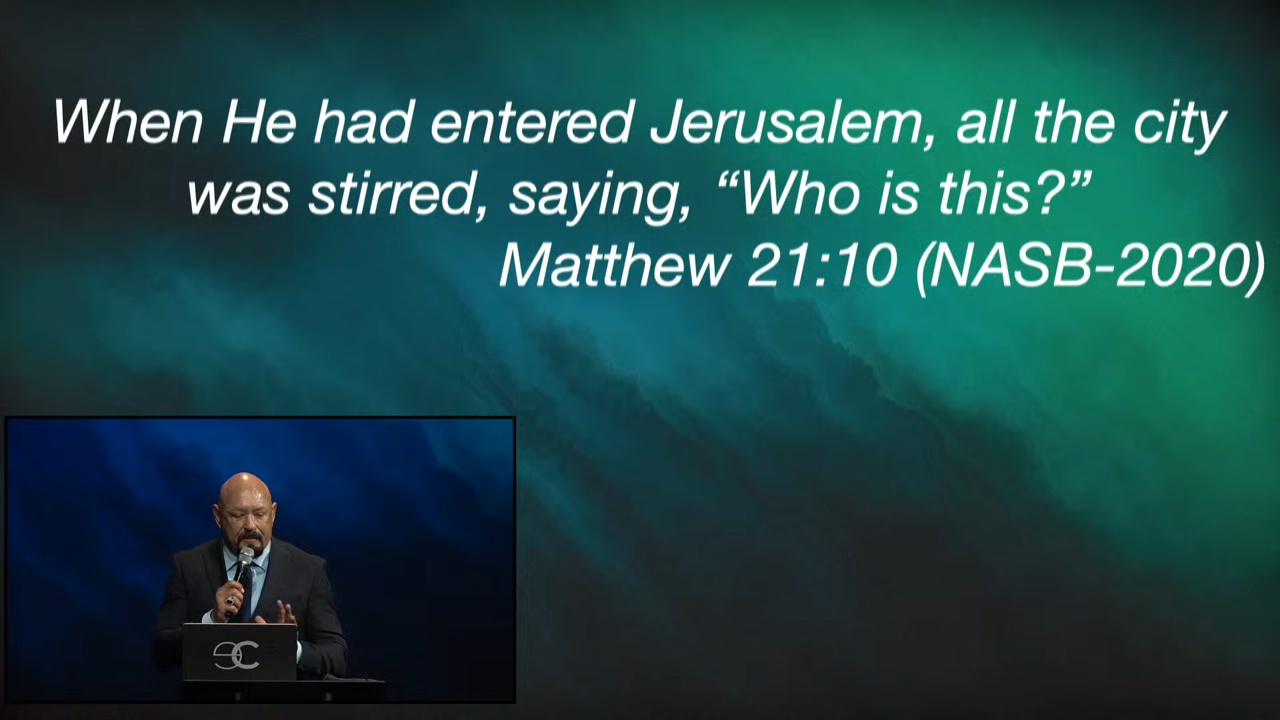 When He had entered Jerusalem, all the city
was stirred, saying, “Who is this?”
Matthew 21:10 (NASB-2020)